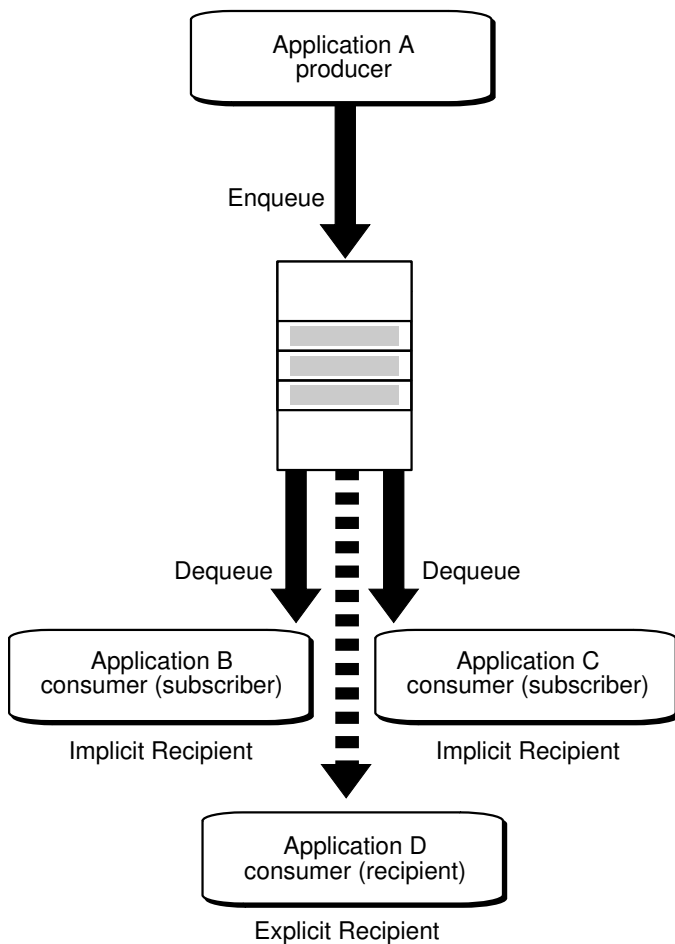 Application A
producer
Enqueue
Dequeue
Dequeue
Application B
consumer (subscriber)
Application C
consumer (subscriber)
Implicit Recipient
Implicit Recipient
Application D
consumer (recipient)
Explicit Recipient